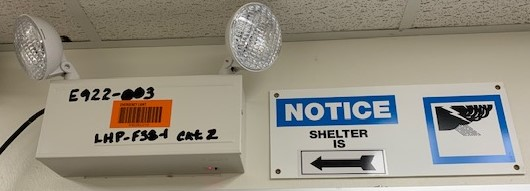 E922-003
EMERGENCY LIGHT
LHP-F38-1 CKT 2
NOTICE
SHELTER
IS